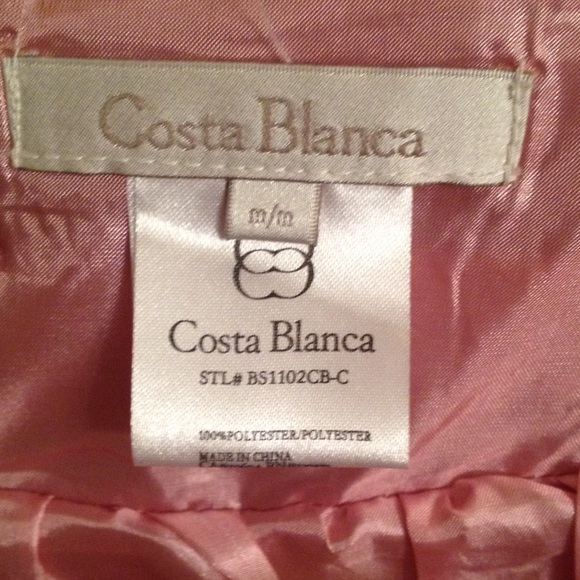 Costa Blanca
m/m
Costa Blanca
STL# BS1102CB-C
100%POLYESTER/POLYESTER
MADE IN CHINA